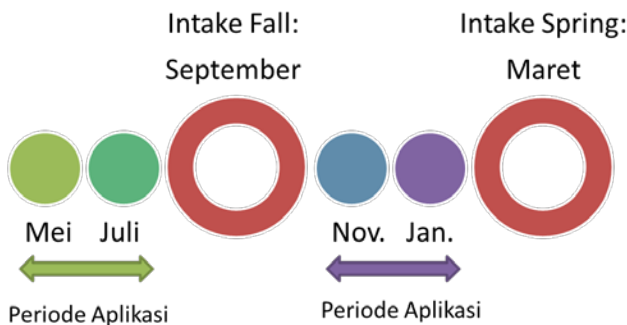 Intake Fall:
September
Intake Spring:
Maret
Mei Juli
Nov. Jan.
Periode Aplikasi
Periode Aplikasi